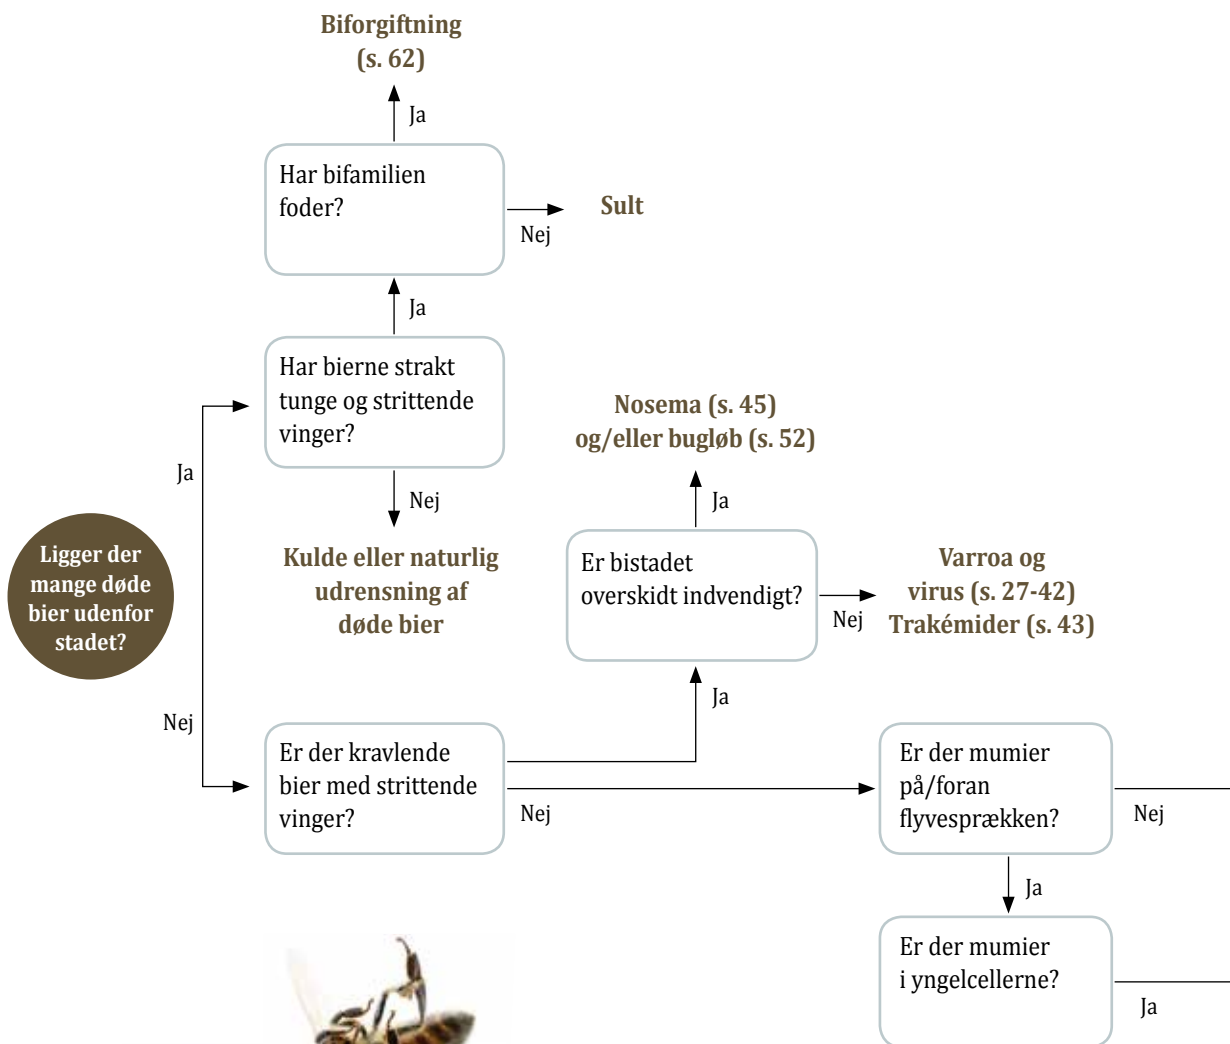 Biforgiftning
(s. 62)
Ja
Har bifamilien
foder?
Nej
Sult
Ja
Har bierne strakt
tunge og strittende
vinger?
Ja
Nej
Kulde eller naturlig
udrensning af
døde bier
Ligger der
mange døde
bier udenfor
stadet?
Nej
Er der kravlende
bier med strittende
vinger?
Ja
Nej
Nosema (s. 45)
og/eller bugløb (s. 52)
Ja
Er bistadet
overskidt indvendigt?
Nej
Varroa og
virus (s. 27-42)
Trakémider (s. 43)
Er der mumier
på/foran
flyvesprækken?
Nej
Ja
Er der mumier
i yngelcellerne?
Ja